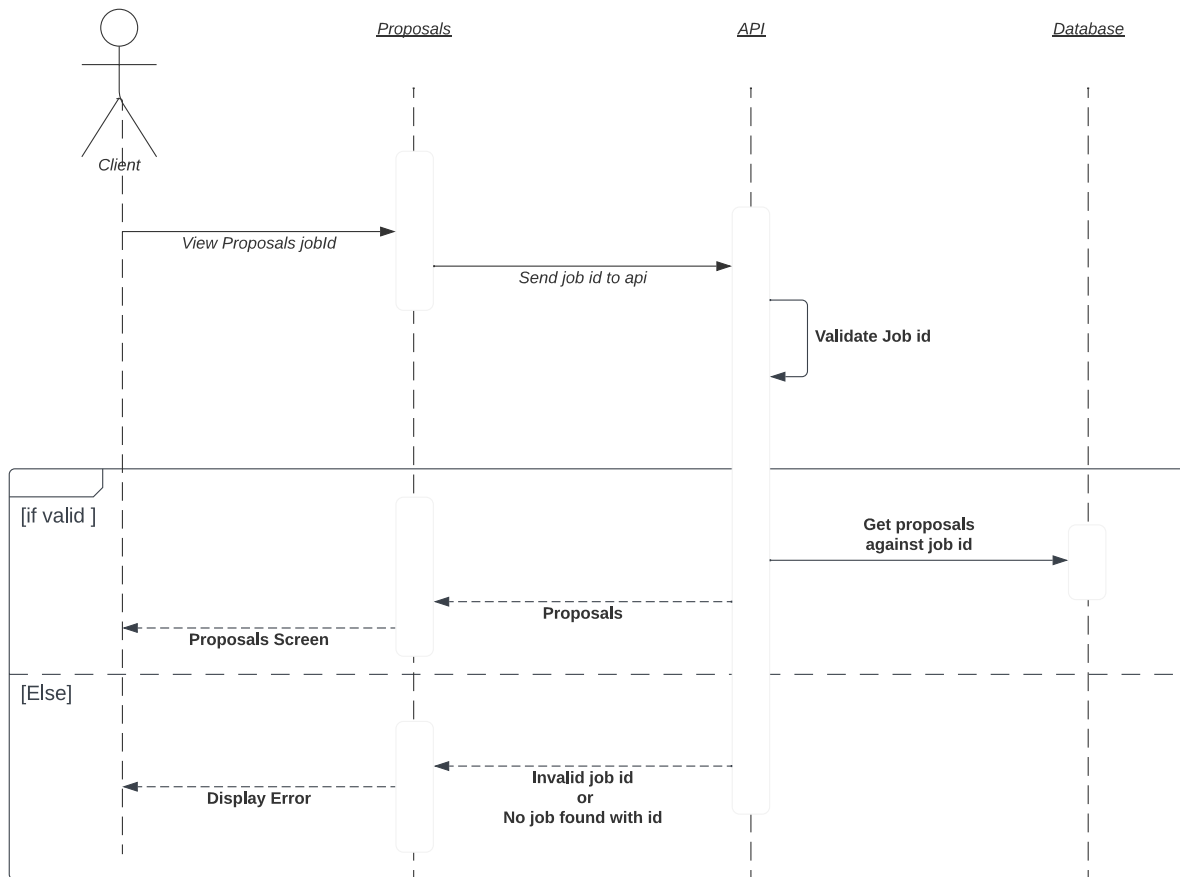 Proposals
API
Database
Client
View Proposals jobId
Send job id to api
Validate Job id
[if valid ]
Get proposals
against job id
Proposals
Proposals Screen
[Else]
Invalid job id
or
No job found with id
Display Error